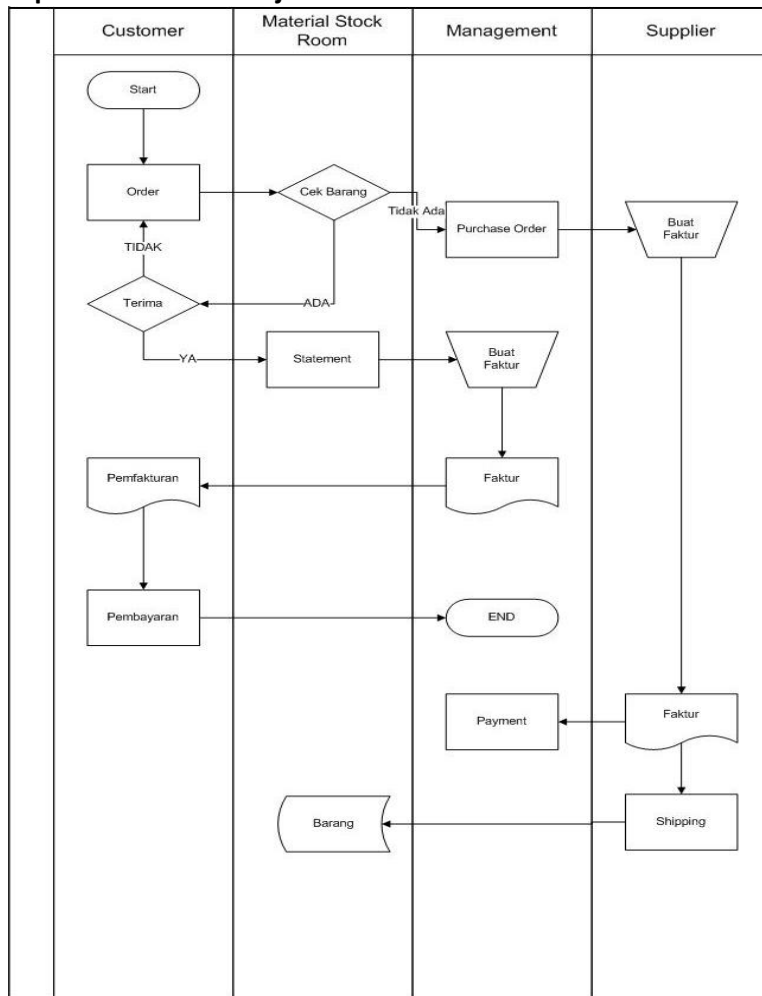 Customer
Material Stock
Room
Management
Supplier
Start
Order
Cek Barang
Tidak Ada
Purchase Order
Buat
Faktur
TIDAK
Terima
ADA
YA
Statement
Buat
Faktur
Pemfakturan
Faktur
Pembayaran
END
Payment
Faktur
Barang
Shipping